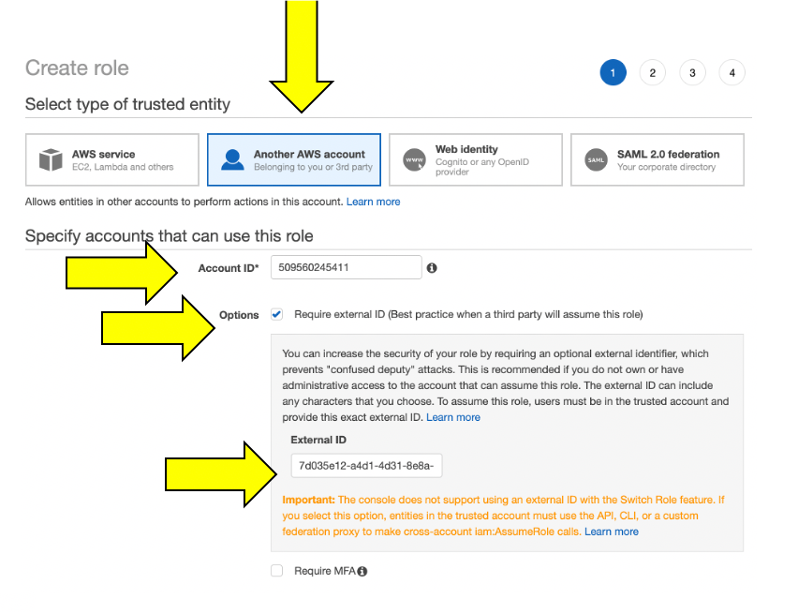 Create role
1 2 3 4
Select type of trusted entity
AWS service
EC2, Lambda and others
Another AWS account
Belonging to you or 3rd party
www
Web identity
Cognito or any OpenID
provider
SAML
SAML 2.0 federation
Your corporate directory
Allows entities in other accounts to perform actions in this account. Learn more
Specify accounts that can use this role
Account ID* 509560245411 i
Options Require external ID (Best practice when a third party will assume this role)
You can increase the security of your role by requiring an optional external identifier, which
prevents "confused deputy" attacks. This is recommended if you do not own or have
administrative access to the account that can assume this role. The external ID can include
any characters that you choose. To assume this role, users must be in the trusted account and
provide this exact external ID. Learn more
External ID
7d035e12-a4d1-4d31-8e8a-
Important: The console does not support using an external ID with the Switch Role feature. If
you select this option, entities in the trusted account must use the API, CLI, or a custom
federation proxy to make cross-account iam:AssumeRole calls. Learn more
Require MFA i